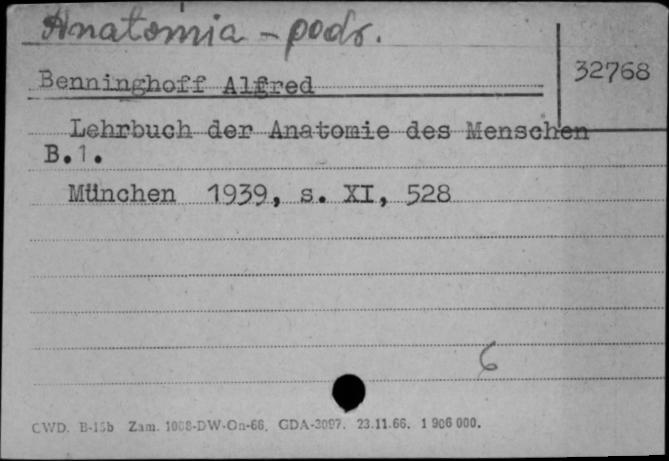 Anatomia - podr.
32768
Benninghoff Alfred
Lehrbuch der Anatomie des Menschen
B.1.
München 1939, s. XI, 528
6
CWD. B-15b Zam. 1008-DW-On-66. GDA-3097. 23.11.66. 1 906 000.